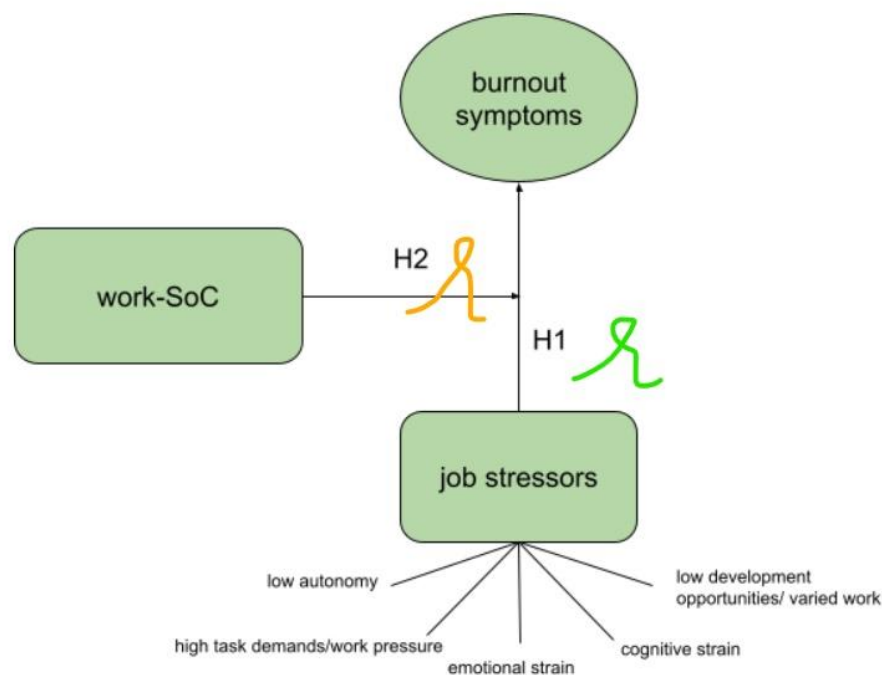 burnout
symptoms
H2
work-SoC
H1
job stressors
low autonomy
low development
opportunities/ varied work
high task demands/work pressure
cognitive strain
emotional strain